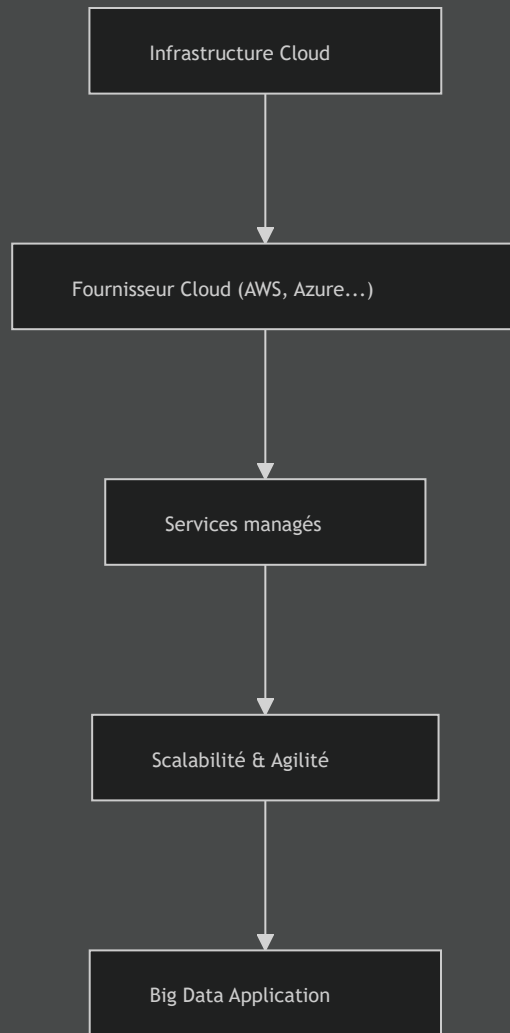 Infrastructure Cloud
Fournisseur Cloud (AWS, Azure...)
Services managés
Scalabilité & Agilité
Big Data Application